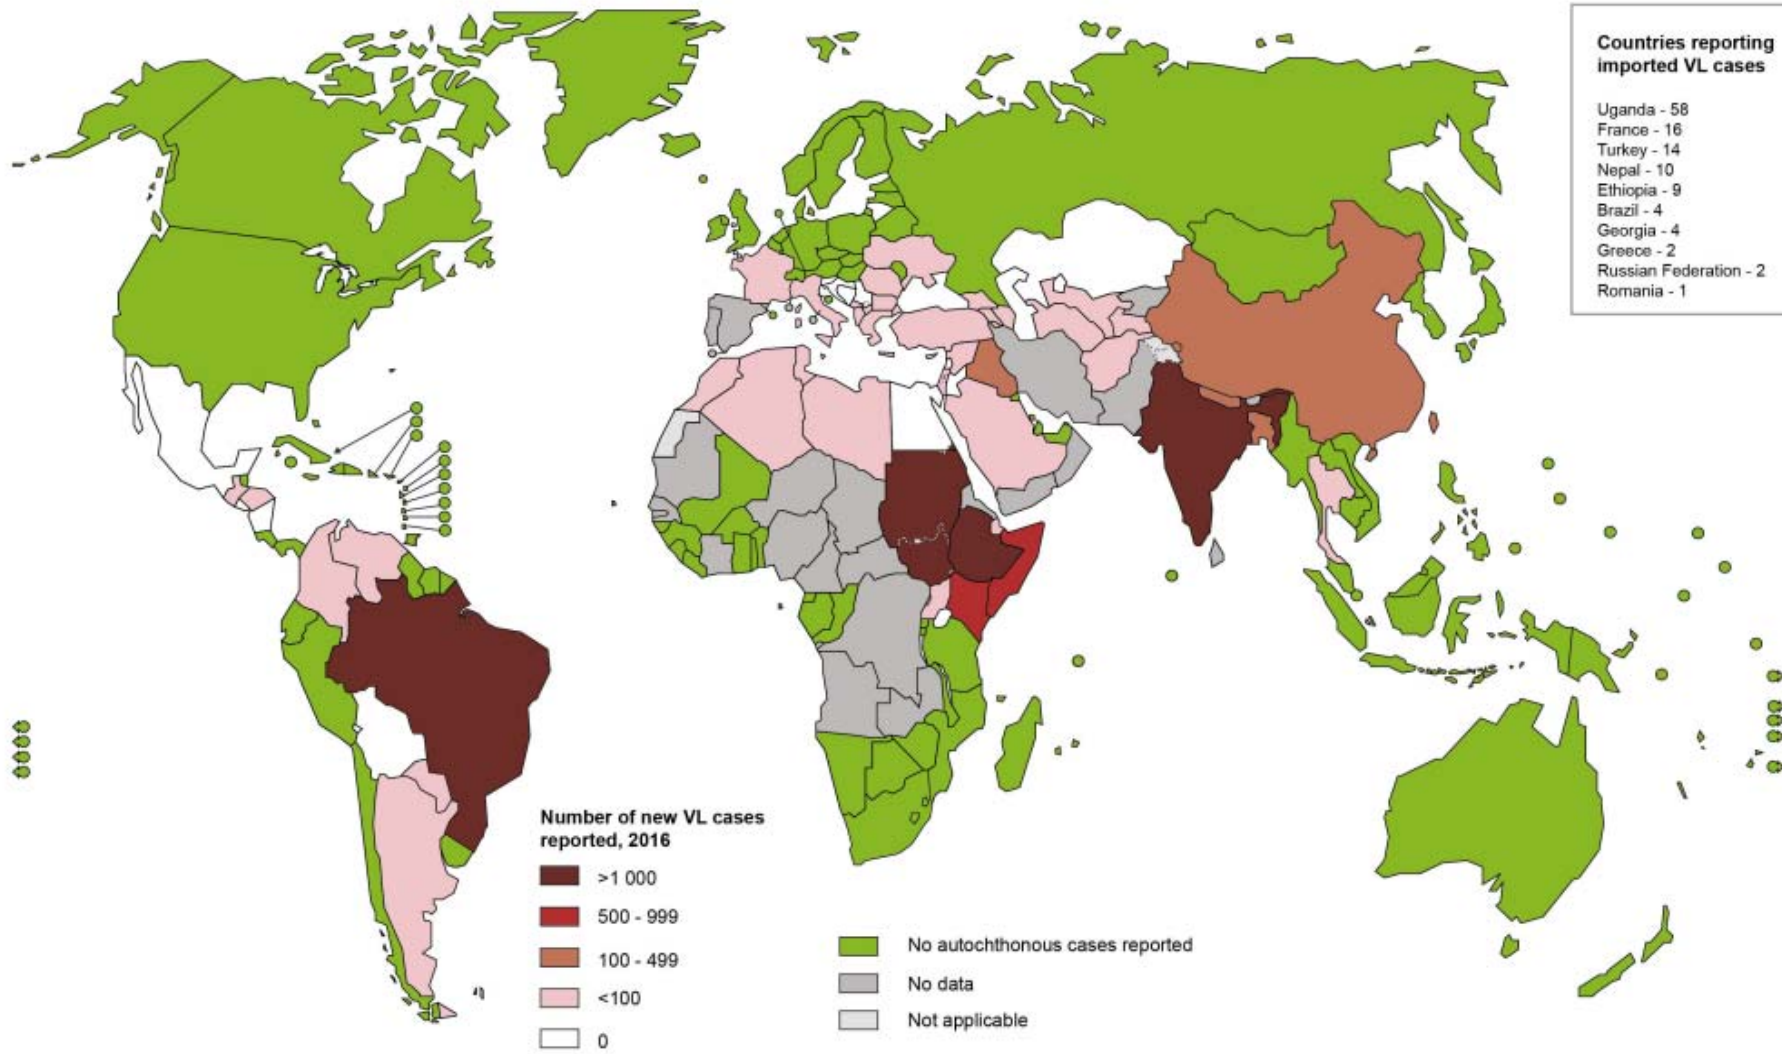 Countries reporting
imported VL cases
Uganda - 58
France - 16
Turkey - 14
Nepal - 10
Ethiopia - 9
Brazil - 4
Georgia - 4
Greece - 2
Russian Federation - 2
Romania - 1
Number of new VL cases
reported, 2016
>1 000
500 - 999
100 - 499
<100
0
No autochthonous cases reported
No data
Not applicable